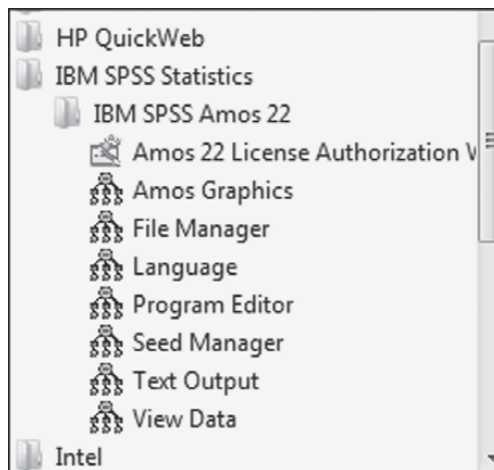 HP QuickWeb
IBM SPSS Statistics
IBM SPSS Amos 22
Amos 22 License Authorization
Amos Graphics
File Manager
Language
Program Editor
Seed Manager
Text Output
View Data
Intel